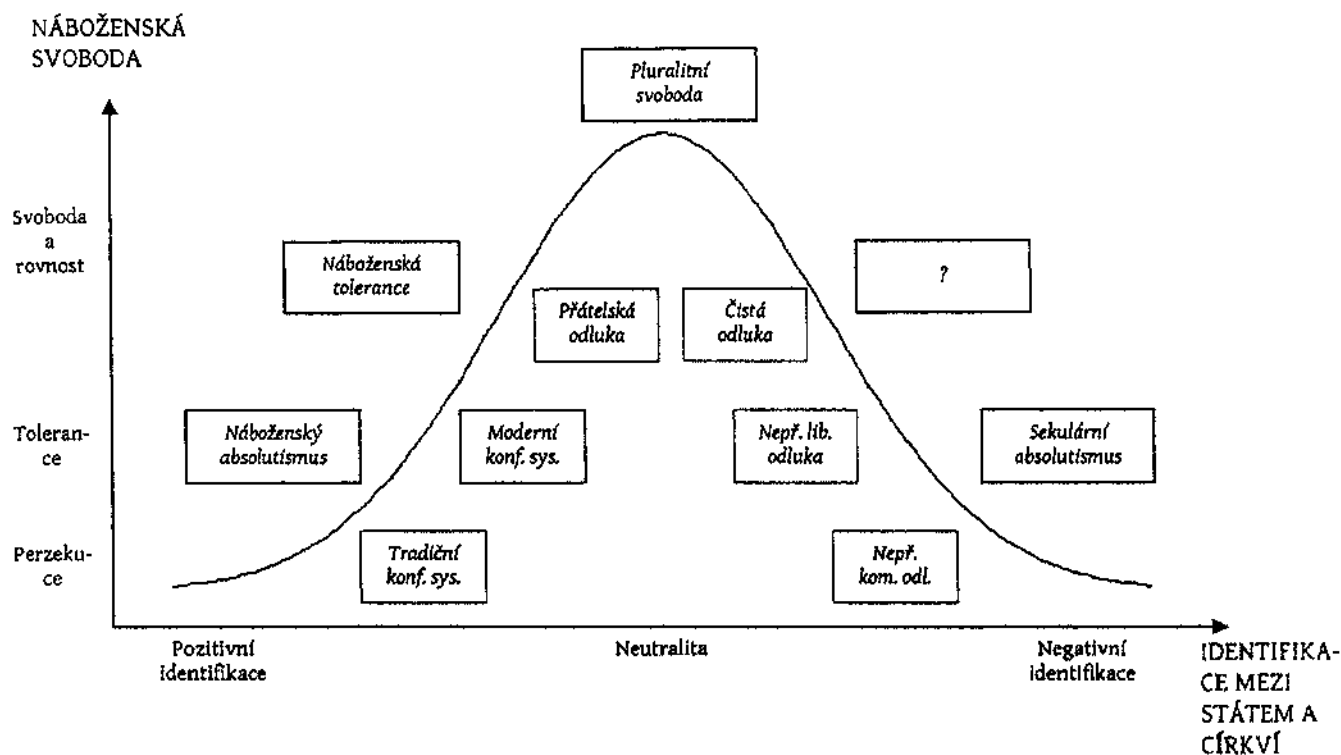 NÁBOŽENSKÁ
SVOBODA
Pluralitní
svoboda
Svoboda
a
rovnost
Náboženská
tolerance
?
Přátelská
odluka
Čistá
odluka
Toleran-
ce
Náboženský
absolutismus
Moderní
konf. sys.
Nepř. lib.
odluka
Sekulární
absolutismus
Perzeku-
ce
Tradiční
konf. sys.
Nepř.
kom. odl.
Pozitivní
identifikace
Neutralita
Negativní
identifikace
IDENTIFIKA-
CE MEZI
STÁTEM A
CÍRKVÍ